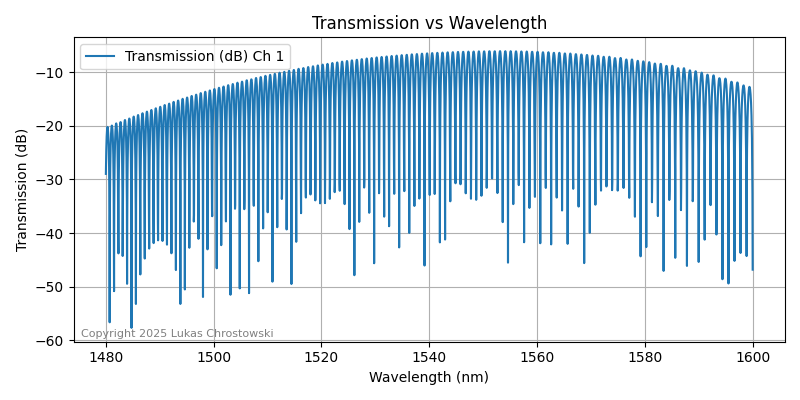 Transmission vs Wavelength
Transmission (dB) Ch 1
Transmission (dB)
−10
−20
−30
−40
−50
−60
Copyright 2025 Lukas Chrostowski
1480
1500
1520
1540
1560
1580
1600
Wavelength (nm)